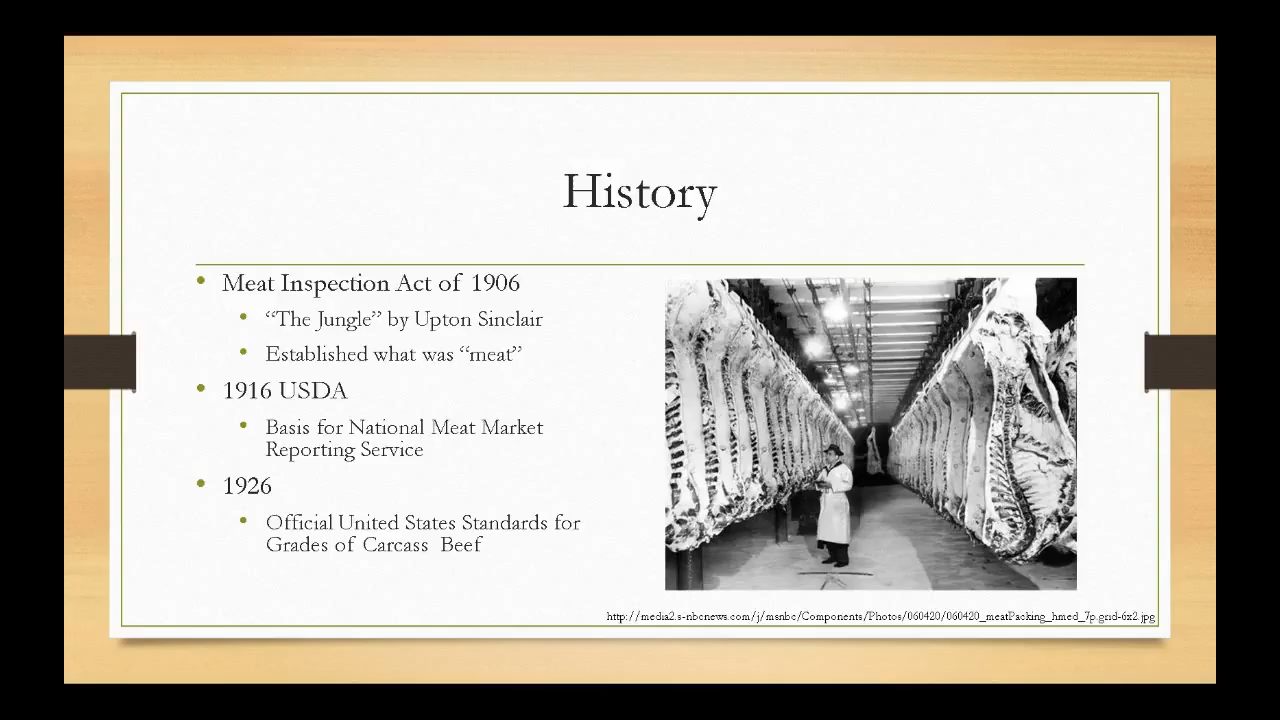 History
Meat Inspection Act of 1906
“The Jungle” by Upton Sinclair
Established what was “meat”
1916 USDA
Basis for National Meat Market
Reporting Service
1926
Official United States Standards for
Grades of Carcass  Beef
http://media2.s-nbcnews.com/j/msnbc/Components/Photos/060420/060420_meatPacking_hmed_7p.grid-6x2.jpg